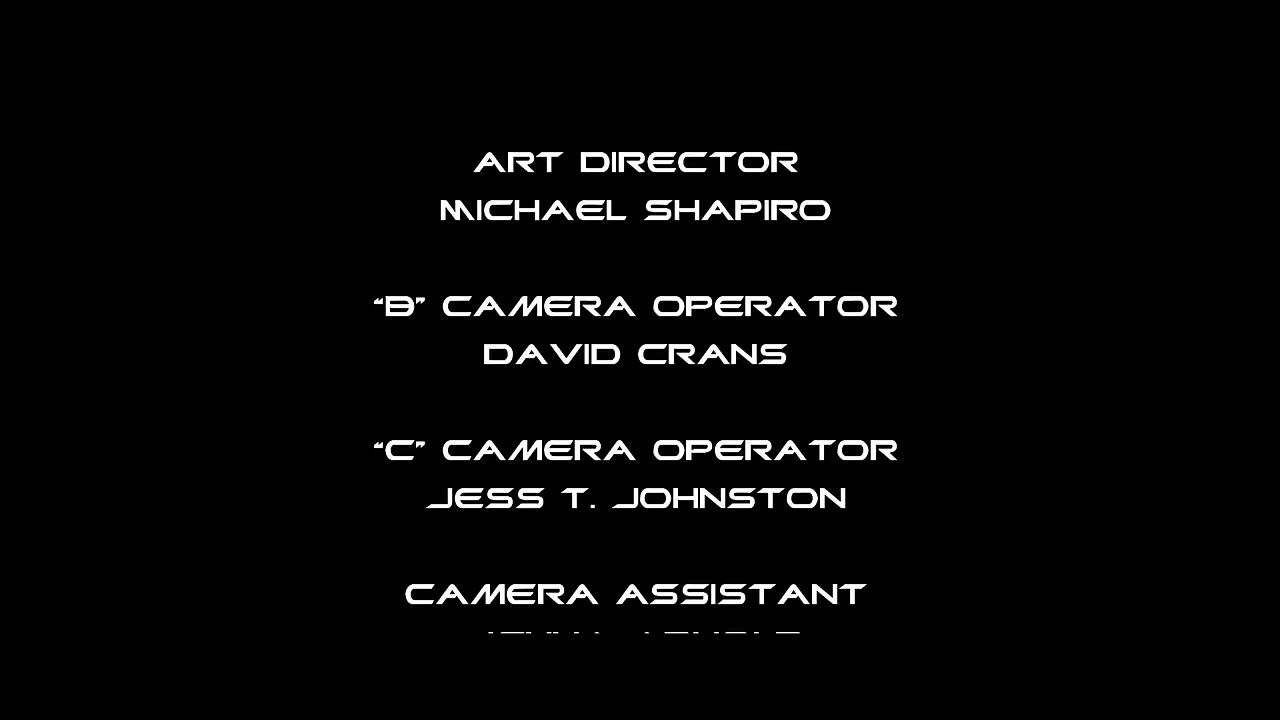 ART DIRECTOR
MICHAEL SHAPIRO
“B” CAMERA OPERATOR
DAVID CRANS
“C” CAMERA OPERATOR
JESS T. JOHNSTON
CAMERA ASSISTANT